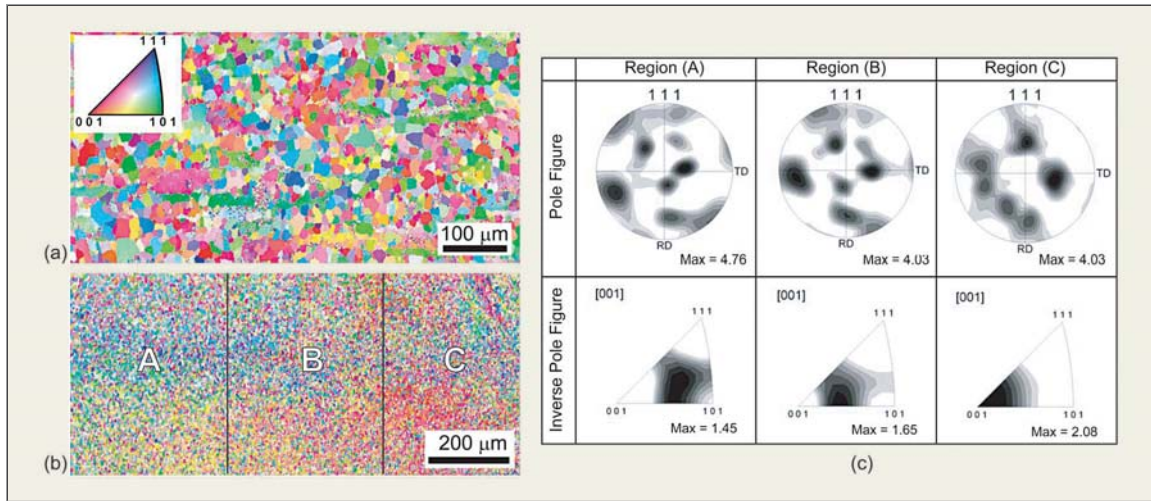 1 1 1
0 0 1
1 0 1
100 μm
(a)
A
B
C
200 μm
(b)
Region (A)
Region (B)
Region (C)
Pole Figure
1 1 1
1 1 1
1 1 1
TD
TD
TD
RD
RD
RD
Max = 4.76
Max = 4.03
Max = 4.03
Inverse Pole Figure
[001]
[001]
[001]
1 1 1
1 1 1
1 1 1
0 0 1
1 0 1
0 0 1
1 0 1
0 0 1
1 0 1
Max = 1.45
Max = 1.65
Max = 2.08
(c)